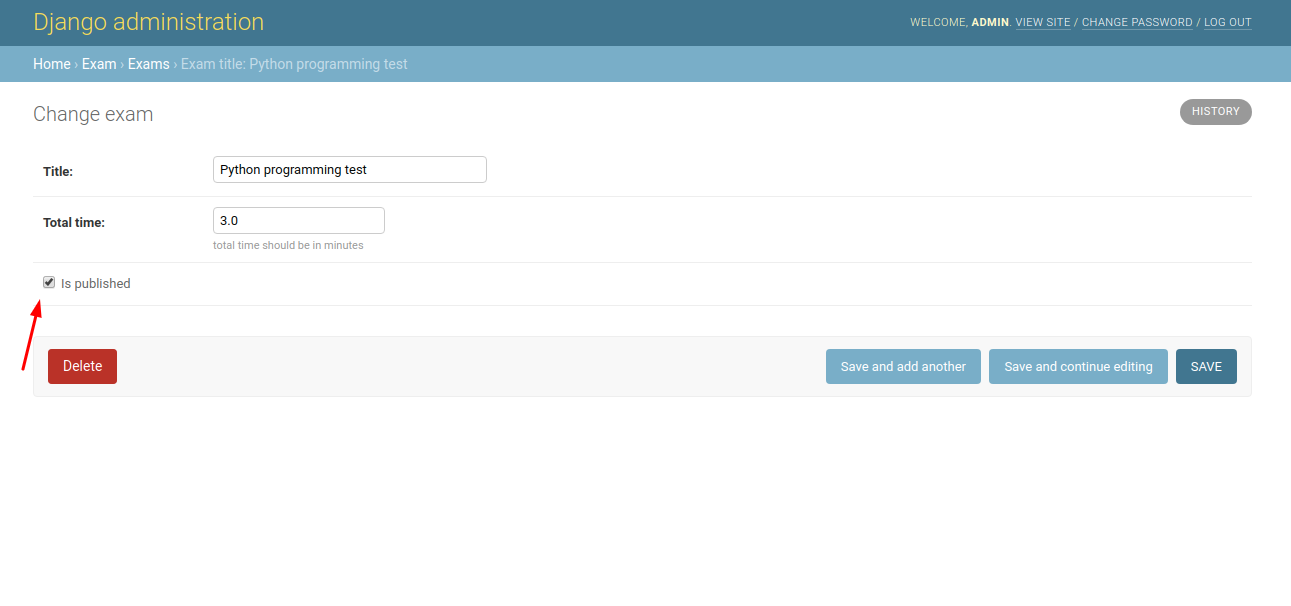 Django administration
WELCOME, ADMIN. VIEW SITE / CHANGE PASSWORD / LOG OUT
Home › Exam › Exams › Exam title: Python programming test
Change exam
HISTORY
Title:
Python programming test
Total time:
3.0
total time should be in minutes
Is published
Delete
Save and add another
Save and continue editing
SAVE